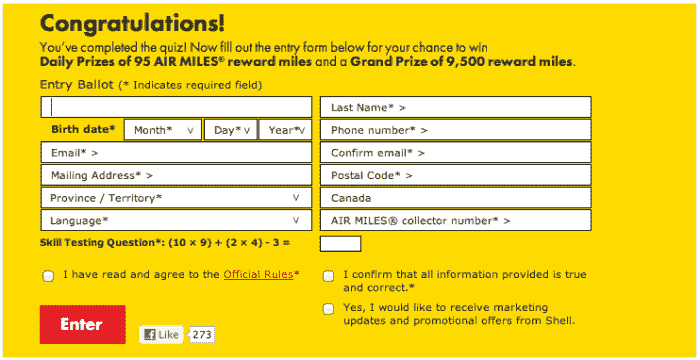 Congratulations!
You've completed the quiz! Now fill out the entry form below for your chance to win
Daily Prizes of 95 AIR MILES® reward miles and a Grand Prize of 9,500 reward miles.
Entry Ballot (* Indicates required field)
Last Name* >
Birth date* Month* v Day* v Year* v
Phone number* >
Email* >
Confirm email* >
Mailing Address* >
Postal Code* >
Province / Territory* v
Canada
Language* v
AIR MILES® collector number* >
Skill Testing Question*: (10 × 9) + (2 × 4) - 3 =
I have read and agree to the Official Rules*
I confirm that all information provided is true
and correct.*
Yes, I would like to receive marketing
updates and promotional offers from Shell.
Enter
Like 273